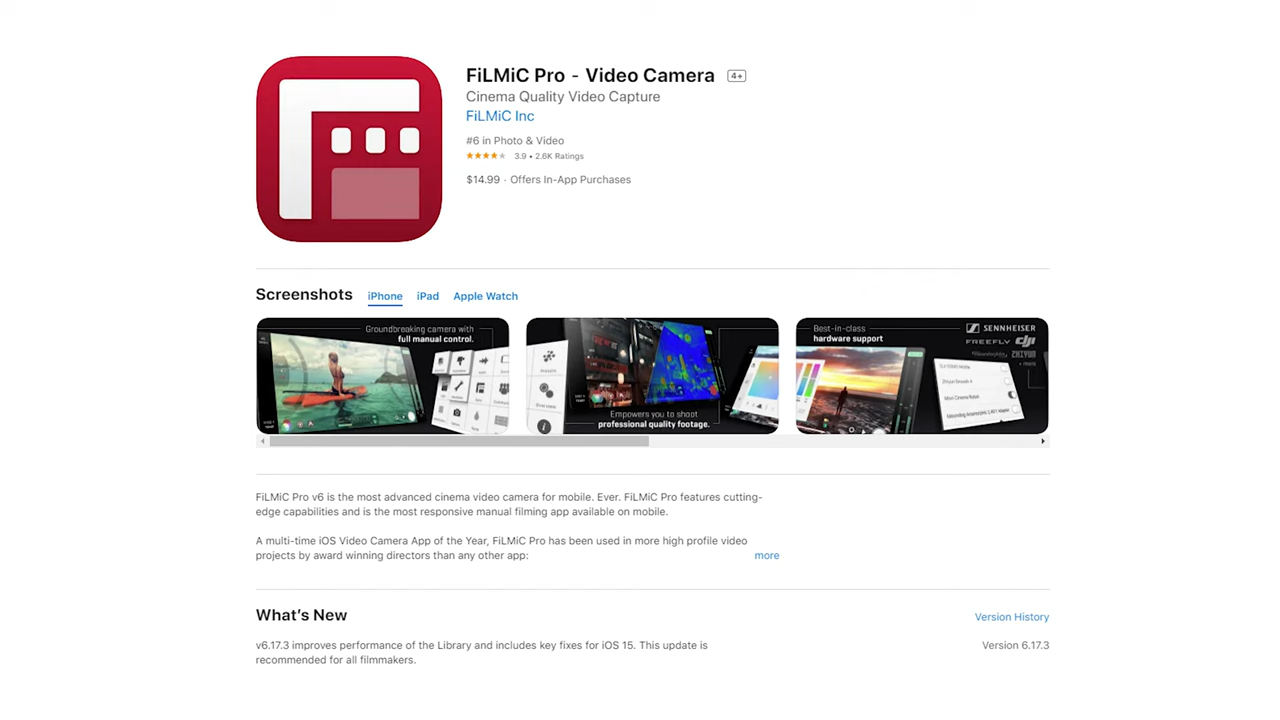 FiLMiC Pro - Video Camera 4+
Cinema Quality Video Capture
FiLMiC Inc
#6 in Photo & Video
3.9 • 2.6K Ratings
$14.99 · Offers In-App Purchases
Screenshots iPhone iPad Apple Watch
Groundbreaking camera with
full manual control.
Empowers you to shoot
professional quality footage.
Best-in-class
hardware support
SENNHEISER
FREEFLY DJI
ZHIYUN
+ more
FiLMiC Pro v6 is the most advanced cinema video camera for mobile. Ever. FiLMiC Pro features cutting-
edge capabilities and is the most responsive manual filming app available on mobile.
A multi-time iOS Video Camera App of the Year, FiLMiC Pro has been used in more high profile video
projects by award winning directors than any other app:
more
What's New
Version History
v6.17.3 improves performance of the Library and includes key fixes for iOS 15. This update is
recommended for all filmmakers.
Version 6.17.3